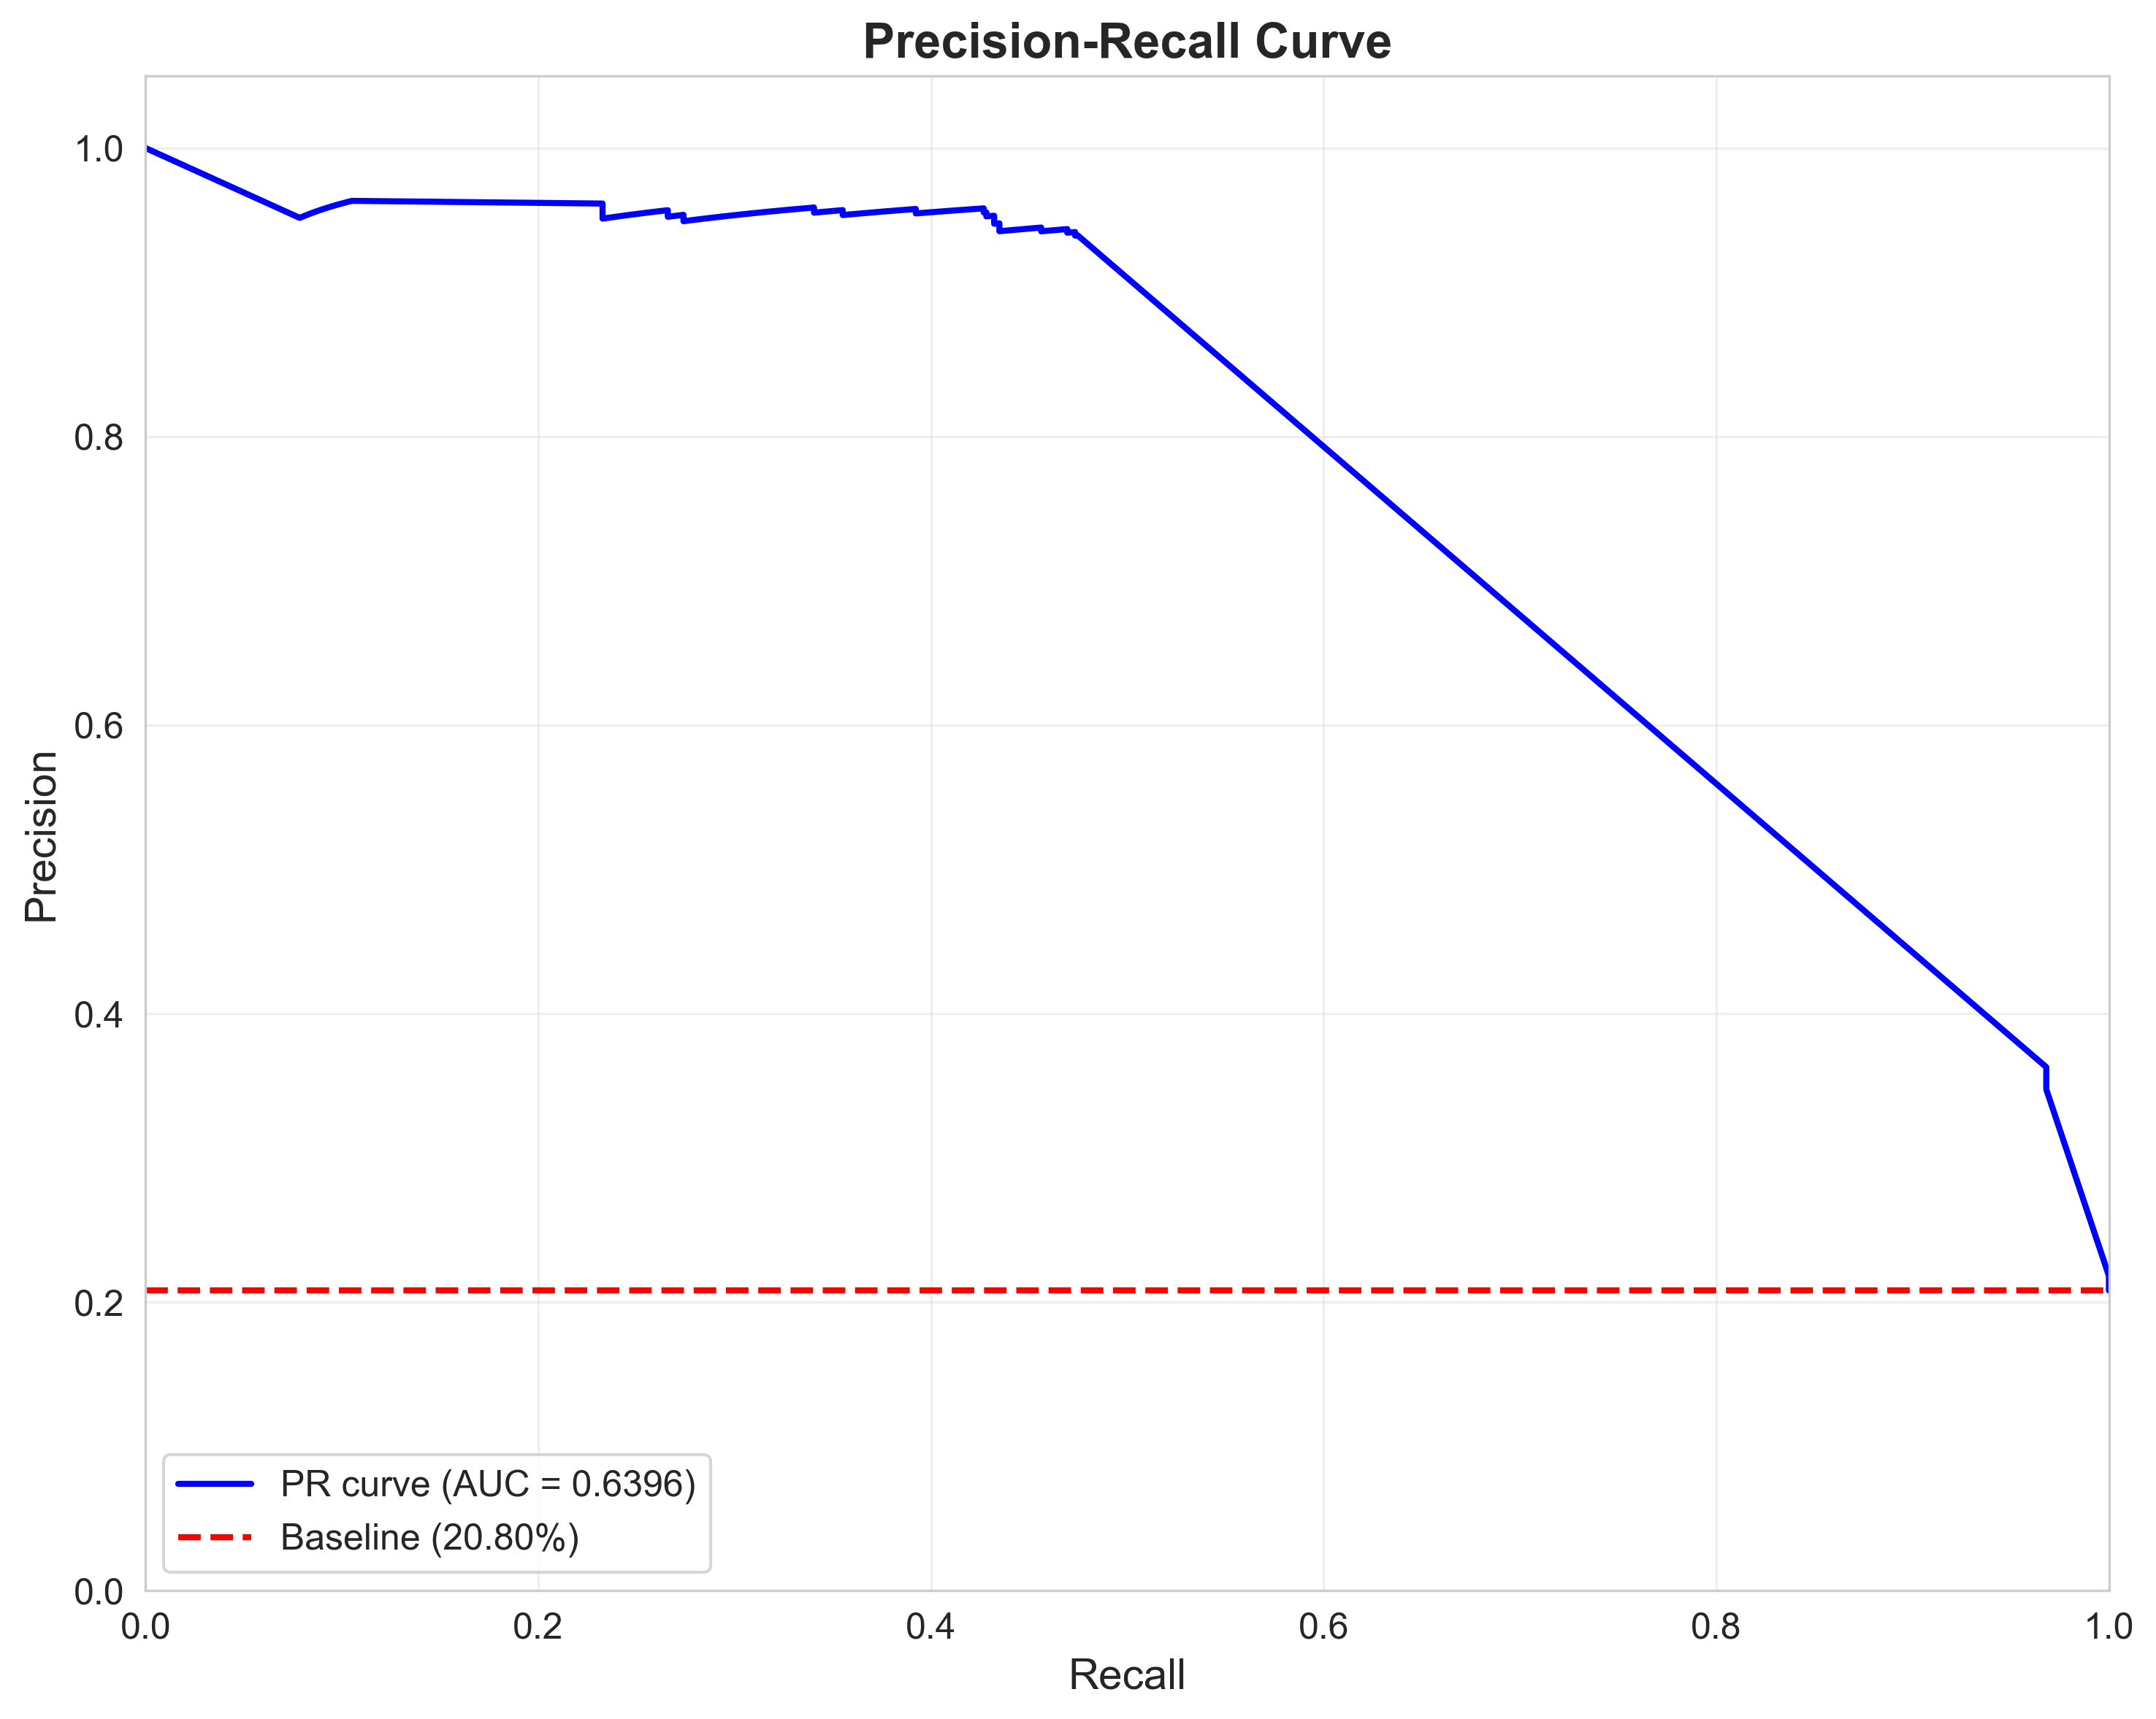 Precision-Recall Curve
1.0
0.8
0.6
0.4
0.2
0.0
Precision
PR curve (AUC = 0.6396)
Baseline (20.80%)
0.0 0.2 0.4 0.6 0.8 1.0
Recall